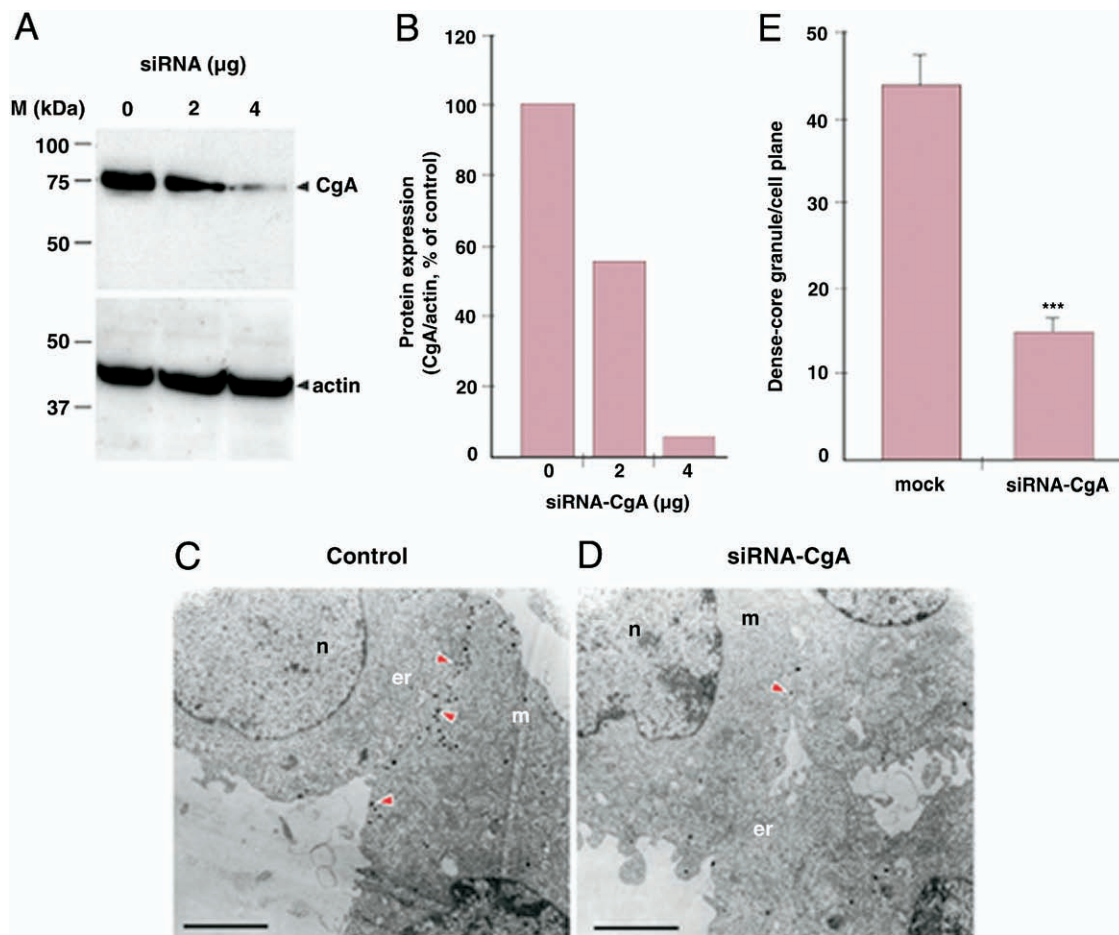 A
siRNA (µg)
M (kDa) 0 2 4
100
75
CgA
50
50
actin
37
B
120
100
80
60
40
20
0
Protein expression
(CgA/actin, % of control)
0 2 4
siRNA-CgA (µg)
E
50
40
30
20
10
0
Dense-core granule/cell plane
***
mock siRNA-CgA
C Control
n
er
m
D siRNA-CgA
n
m
er